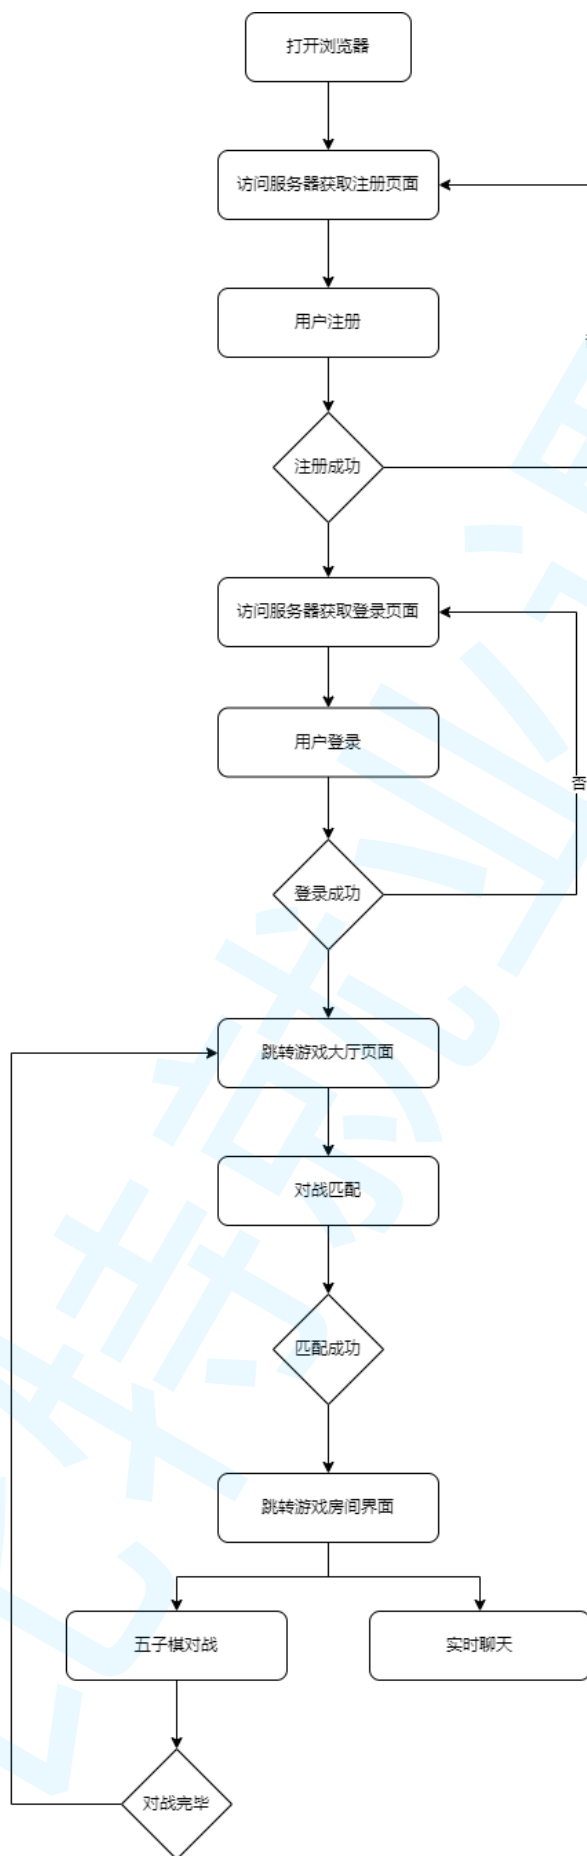 打开浏览器
访问服务器获取注册页面
用户注册
注册成功
访问服务器获取登录页面
用户登录
否
登录成功
跳转游戏大厅页面
对战匹配
匹配成功
跳转游戏房间界面
五子棋对战
实时聊天
对战完毕